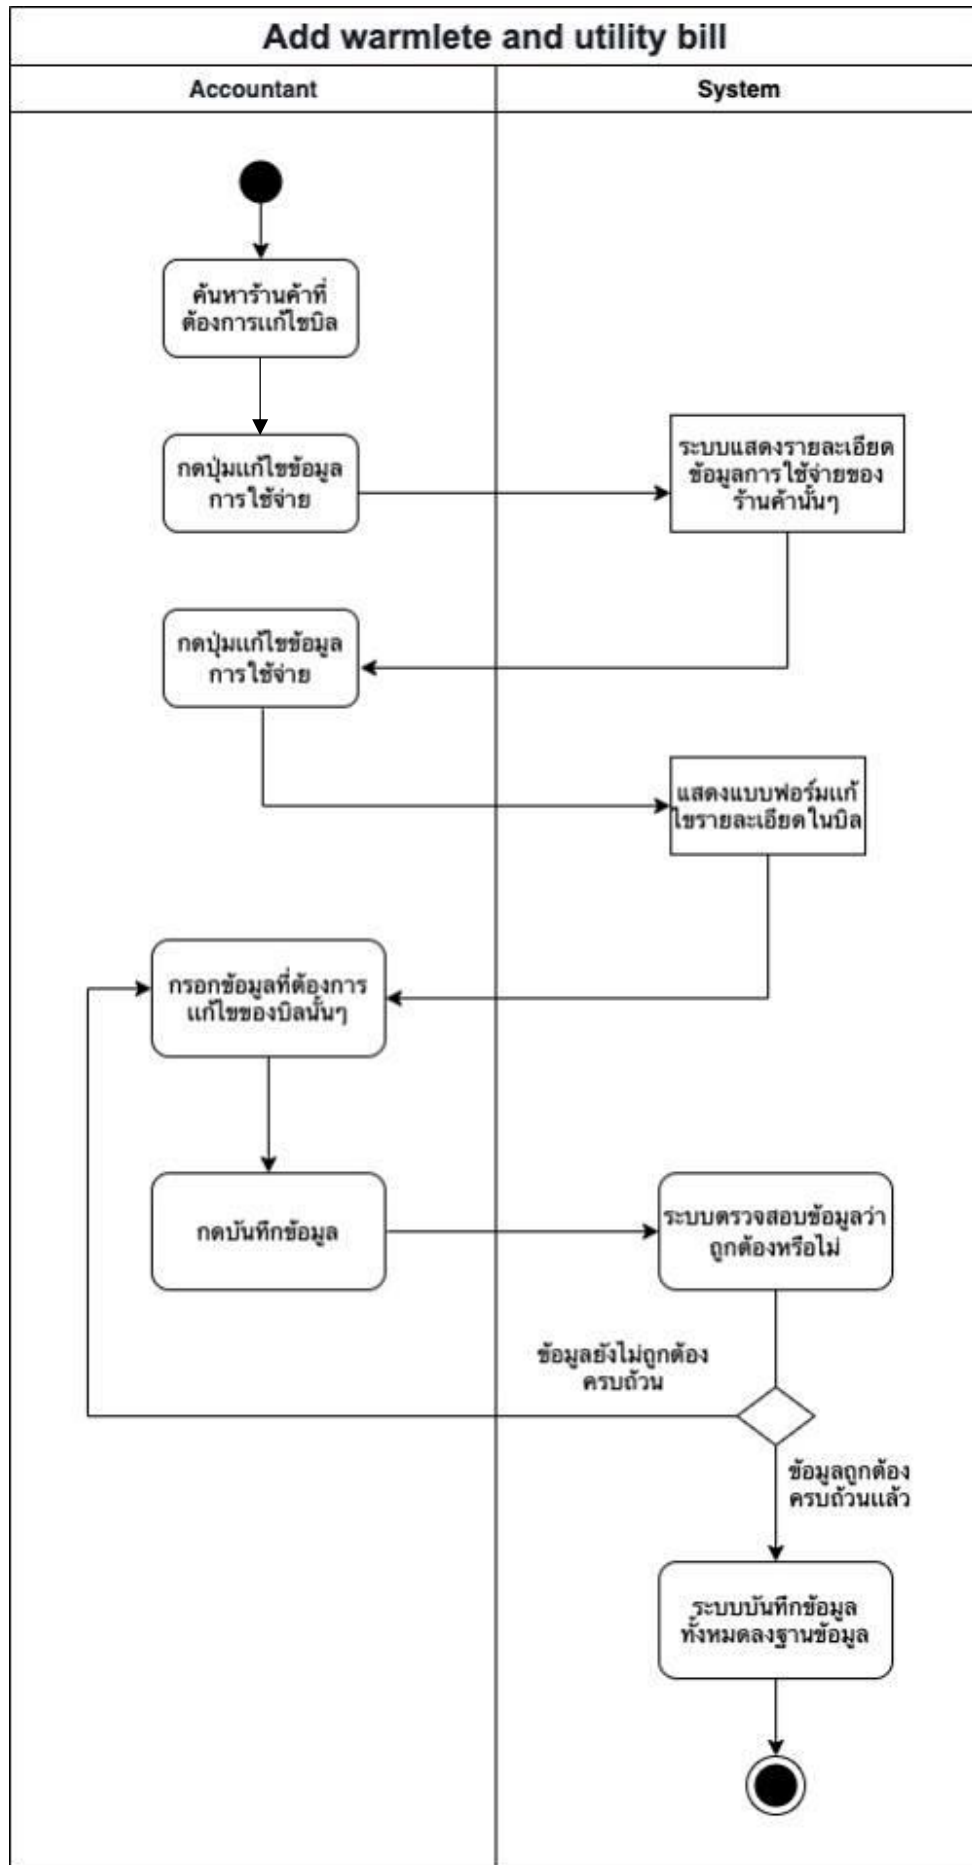 Add warmlete and utility bill
Accountant
System
ค้นหาร้านค้าที่
ต้องการแก้ไขบิล
กดปุ่มแก้ไขข้อมูล
การใช้จ่าย
ระบบแสดงรายละเอียด
ข้อมูลการใช้จ่ายของ
ร้านค้านั้นๆ
กดปุ่มแก้ไขข้อมูล
การใช้จ่าย
แสดงแบบฟอร์มแก้
ไขรายละเอียดในบิล
กรอกข้อมูลที่ต้องการ
แก้ไขของบิลนั้นๆ
กดบันทึกข้อมูล
ระบบตรวจสอบข้อมูลว่า
ถูกต้องหรือไม่
ข้อมูลยังไม่ถูกต้อง
ครบถ้วน
ข้อมูลถูกต้อง
ครบถ้วนแล้ว
ระบบบันทึกข้อมูล
ทั้งหมดลงฐานข้อมูล